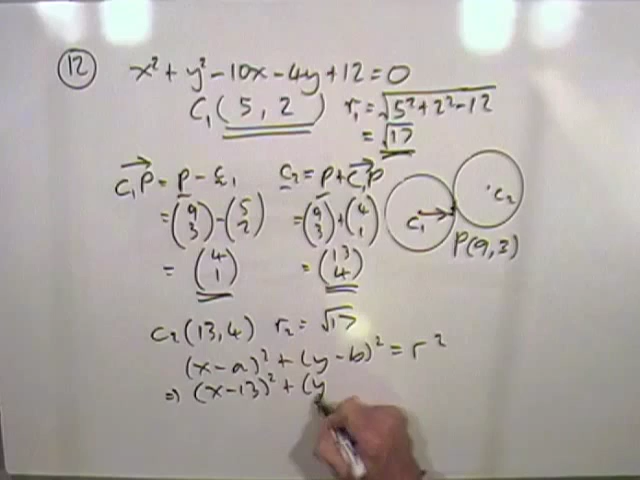 12 x² + y² - 10x - 4y + 12 = 0
C₁(5, 2) r₁ = √5² + 2² - 12
= √17
C₁P = P - C₁
= (9 3) - (5 2)
= (4 1)
C₂ = P + C₁P
= (9 3) + (4 1)
= (13 4)
C₁ C₂
P(9, 3)
C₂(13, 4) r₂ = √17
(x - a)² + (y - b)² = r²
⇒ (x - 13)² + (y